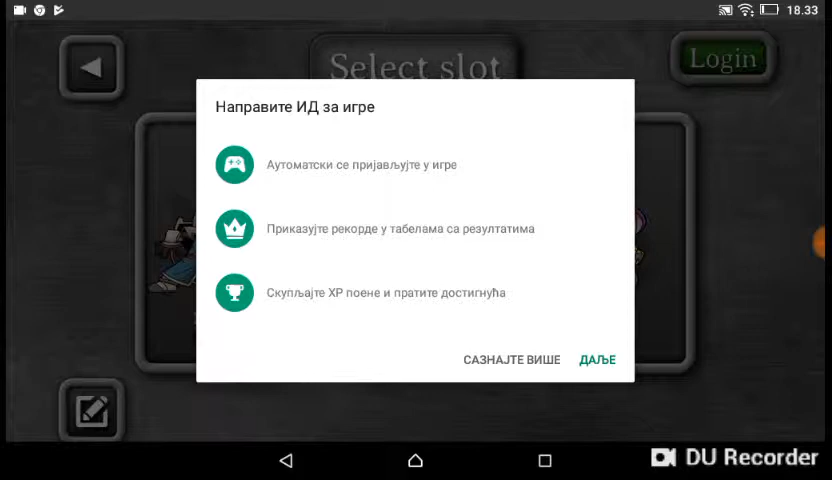 18.33
Select slot
Login
Направите ИД за игре
Аутоматски се пријављујте у игре
Приказујте рекорде у табелама са резултатима
Скупљајте XP поене и пратите достигнућа
САЗНАЈТЕ ВИШЕ ДАЉЕ
DU Recorder